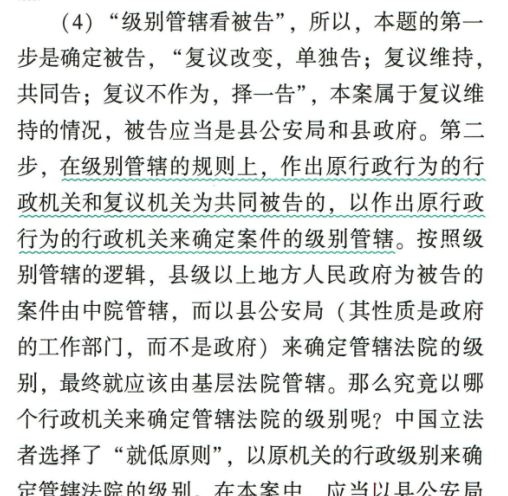 （4）“级别管辖看被告”，所以，本题的第一
步是确定被告，“复议改变，单独告；复议维持，
共同告；复议不作为，择一告”，本案属于复议维
持的情况，被告应当是县公安局和县政府。第二
步，在级别管辖的规则上，作出原行政行为的行
政机关和复议机关为共同被告的，以作出原行政
行为的行政机关来确定案件的级别管辖。按照级
别管辖的逻辑，县级以上地方人民政府为被告的
案件由中院管辖，而以县公安局（其性质是政府
的工作部门，而不是政府）来确定管辖法院的级
别，最终就应该由基层法院管辖。那么究竟以哪
个行政机关来确定管辖法院的级别呢？中国立法
者选择了“就低原则”，以原机关的行政级别来确
定管辖法院的级别。在本案中，应当以县公安局